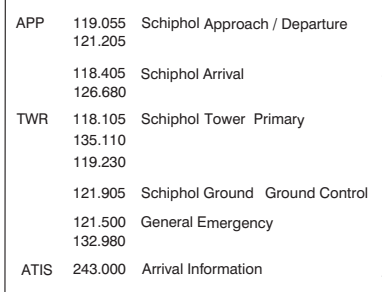 APP 119.055 Schiphol Approach / Departure
121.205
118.405 Schiphol Arrival
126.680
TWR 118.105 Schiphol Tower Primary
135.110
119.230
121.905 Schiphol Ground Ground Control
121.500 General Emergency
132.980
ATIS 243.000 Arrival Information